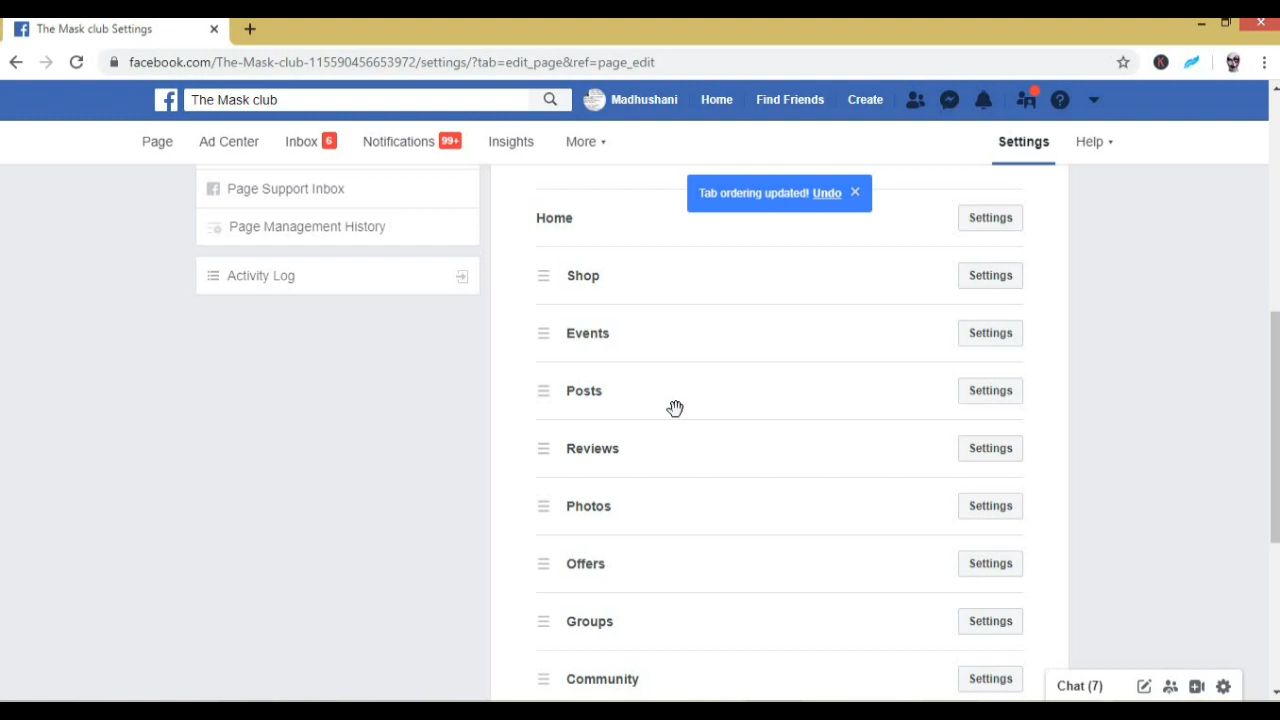 The Mask club Settings
facebook.com/The-Mask-club-115590456653972/settings/?tab=edit_page&ref=page_edit
The Mask club
Madhushani Home Find Friends Create
Page Ad Center Inbox 6 Notifications 99+ Insights More Settings Help
Page Support Inbox
Tab ordering updated! Undo
Home Settings
Page Management History
Shop Settings
Activity Log
Events Settings
Posts Settings
Reviews Settings
Photos Settings
Offers Settings
Groups Settings
Community Settings
Chat (7)